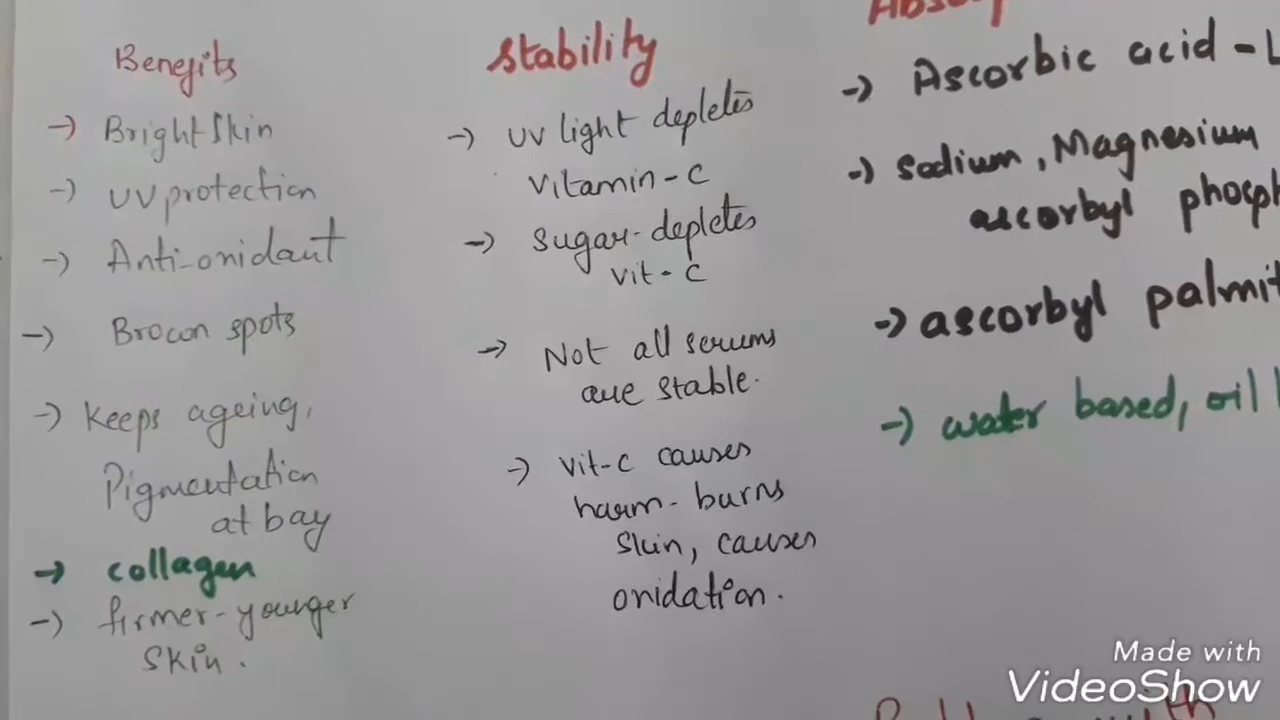 Benefits
-> Bright skin
-> UV protection
-> Anti-oxidant
-> Brown spots
-> Keeps ageing,
Pigmentation
at bay
-> collagen
-> firmer-younger
skin.
Stability
-> UV light depletes
Vitamin-C
-> Sugar-depletes
vit-C
-> Not all serums
are stable.
-> Vit-C causes
harm-burns
skin, causes
oxidation.
-> Ascorbic acid - L
-> Sodium, Magnesium
ascorbyl
-> ascorbyl
-> water based, oil
Made with
VideoShow